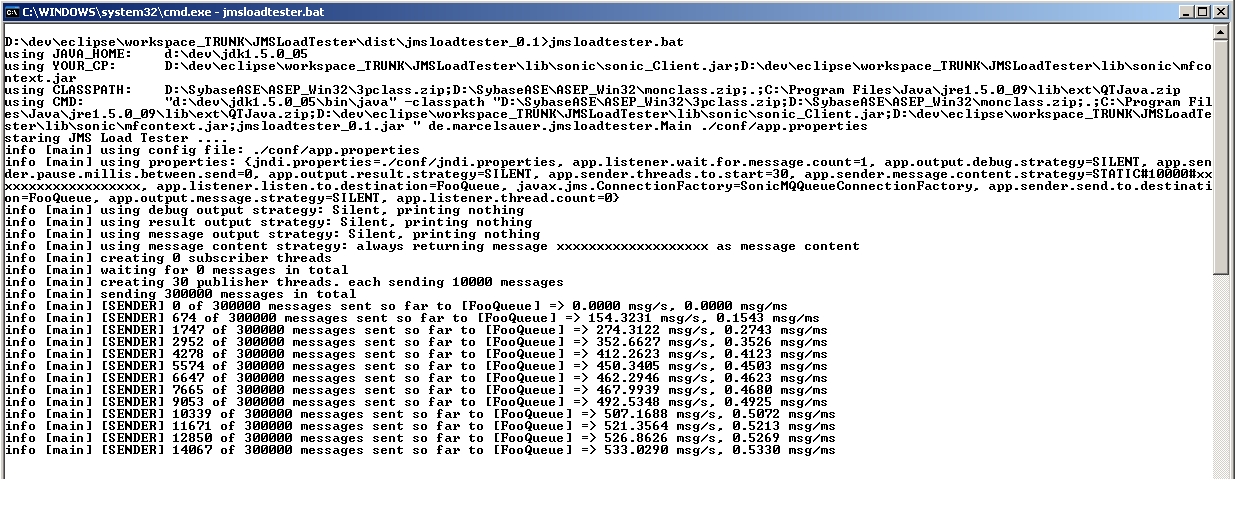 C:\WINDOWS\system32\cmd.exe - jmsloadtester.bat
D:\dev\eclipse\workspace_TRUNK\JMSLoadTester\dist\jmsloadtester_0.1>jmsloadtester.bat
using JAVA_HOME:    d:\dev\jdk1.5.0_05
using YOUR_CP:      D:\dev\eclipse\workspace_TRUNK\JMSLoadTester\lib\sonic\sonic_Client.jar;D:\dev\eclipse\workspace_TRUNK\JMSLoadTester\lib\sonic\mfco
ntext.jar
using CLASSPATH:    D:\SybaseASE\ASEP_Win32\3pclass.zip;D:\SybaseASE\ASEP_Win32\monclass.zip;.;C:\Program Files\Java\jre1.5.0_09\lib\ext\QTJava.zip
using CMD:          "d:\dev\jdk1.5.0_05\bin\java" -classpath "D:\SybaseASE\ASEP_Win32\3pclass.zip;D:\SybaseASE\ASEP_Win32\monclass.zip;.;C:\Program Fil
es\Java\jre1.5.0_09\lib\ext\QTJava.zip;D:\dev\eclipse\workspace_TRUNK\JMSLoadTester\lib\sonic\sonic_Client.jar;D:\dev\eclipse\workspace_TRUNK\JMSLoadTe
ster\lib\sonic\mfcontext.jar;jmsloadtester_0.1.jar " de.marcelsauer.jmsloadtester.Main ./conf/app.properties
staring JMS Load Tester ....
info [main] using config file: ./conf/app.properties
info [main] using properties: {jndi.properties=./conf/jndi.properties, app.listener.wait.for.message.count=1, app.output.debug.strategy=SILENT, app.sen
der.pause.millis.between.send=0, app.output.result.strategy=SILENT, app.sender.threads.to.start=30, app.sender.message.content.strategy=STATIC#10000#xx
xxxxxxxxxxxxxxxxx, app.listener.listen.to.destination=FooQueue, javax.jms.ConnectionFactory=SonicMQQueueConnectionFactory, app.sender.send.to.destinati
on=FooQueue, app.output.message.strategy=SILENT, app.listener.thread.count=0}
info [main] using debug output strategy: Silent, printing nothing
info [main] using result output strategy: Silent, printing nothing
info [main] using message output strategy: Silent, printing nothing
info [main] using message content strategy: always returning message xxxxxxxxxxxxxxxxxxx as message content
info [main] creating 0 subscriber threads
info [main] waiting for 0 messages in total
info [main] creating 30 publisher threads. each sending 10000 messages
info [main] sending 300000 messages in total
info [main] [SENDER] 0 of 300000 messages sent so far to [FooQueue] => 0.0000 msg/s, 0.0000 msg/ms
info [main] [SENDER] 674 of 300000 messages sent so far to [FooQueue] => 154.3231 msg/s, 0.1543 msg/ms
info [main] [SENDER] 1747 of 300000 messages sent so far to [FooQueue] => 274.3122 msg/s, 0.2743 msg/ms
info [main] [SENDER] 2952 of 300000 messages sent so far to [FooQueue] => 352.6627 msg/s, 0.3526 msg/ms
info [main] [SENDER] 4278 of 300000 messages sent so far to [FooQueue] => 412.2623 msg/s, 0.4123 msg/ms
info [main] [SENDER] 5574 of 300000 messages sent so far to [FooQueue] => 450.3405 msg/s, 0.4503 msg/ms
info [main] [SENDER] 6647 of 300000 messages sent so far to [FooQueue] => 462.2946 msg/s, 0.4623 msg/ms
info [main] [SENDER] 7665 of 300000 messages sent so far to [FooQueue] => 467.9939 msg/s, 0.4680 msg/ms
info [main] [SENDER] 9053 of 300000 messages sent so far to [FooQueue] => 492.5348 msg/s, 0.4925 msg/ms
info [main] [SENDER] 10339 of 300000 messages sent so far to [FooQueue] => 507.1688 msg/s, 0.5072 msg/ms
info [main] [SENDER] 11671 of 300000 messages sent so far to [FooQueue] => 521.3564 msg/s, 0.5213 msg/ms
info [main] [SENDER] 12850 of 300000 messages sent so far to [FooQueue] => 526.8626 msg/s, 0.5269 msg/ms
info [main] [SENDER] 14067 of 300000 messages sent so far to [FooQueue] => 533.0290 msg/s, 0.5330 msg/ms